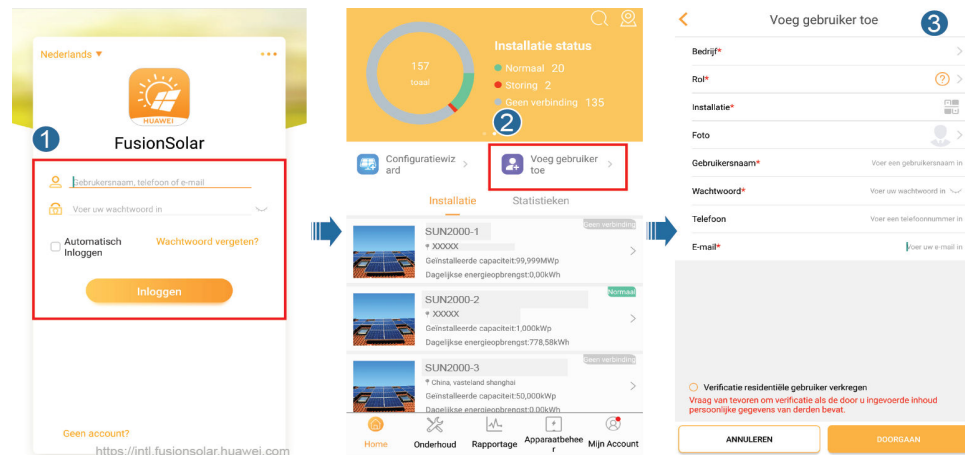 Nederlands ▼
HUAWEI
1
FusionSolar
Gebrukersnaam, telefoon of e-mail
Voer uw wachtwoord in
Automatisch
Inloggen
Wachtwoord vergeten?
Inloggen
Geen account?
https://intl.fusionsolar.huawei.com
157
totaal
Installatie status
Normaal 20
Storing 2
Geen verbinding 135
2
Configuratiewiz
ard
Voeg gebruiker
toe
Installatie
Statistieken
SUN2000-1
Geen verbinding
XXXXX
Geïnstalleerde capaciteit:99,999MWp
Dagelijkse energieopbrengst:0,00kWh
SUN2000-2
Normaal
XXXXX
Geïnstalleerde capaciteit:1,000kWp
Dagelijkse energieopbrengst:778,58kWh
SUN2000-3
Geen verbinding
China, vasteland shanghai
Geïnstalleerde capaciteit:50,000kWp
Dagelijkse energieopbrengst:0,00kWh
Home
Onderhoud
Rapportage
Apparaatbehee
r
Mijn Account
Voeg gebruiker toe
3
Bedrijf*
Rol*
Installatie*
Foto
Gebruikersnaam* Voer een gebruikersnaam in
Wachtwoord* Voer uw wachtwoord in
Telefoon Voer een telefoonnummer in
E-mail* Voer uw e-mail in
Verificatie residentiële gebruiker verkregen
Vraag van tevoren om verificatie als de door u ingevoerde inhoud
persoonlijke gegevens van derden bevat.
ANNULEREN
DOORGAAN